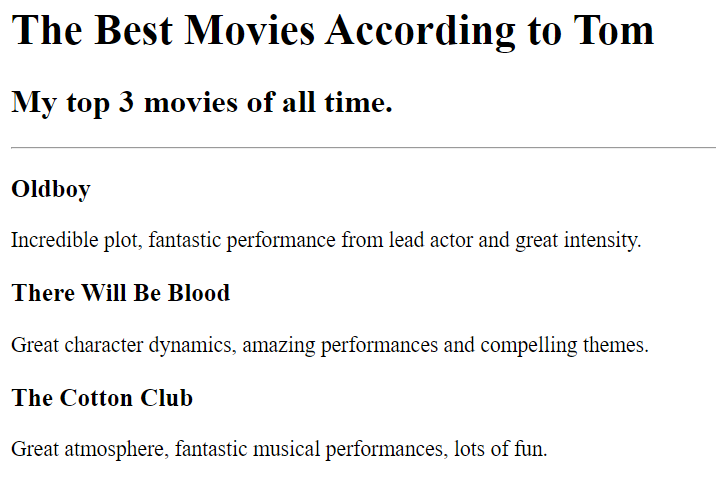 The Best Movies According to Tom
My top 3 movies of all time.
Oldboy
Incredible plot, fantastic performance from lead actor and great intensity.
There Will Be Blood
Great character dynamics, amazing performances and compelling themes.
The Cotton Club
Great atmosphere, fantastic musical performances, lots of fun.